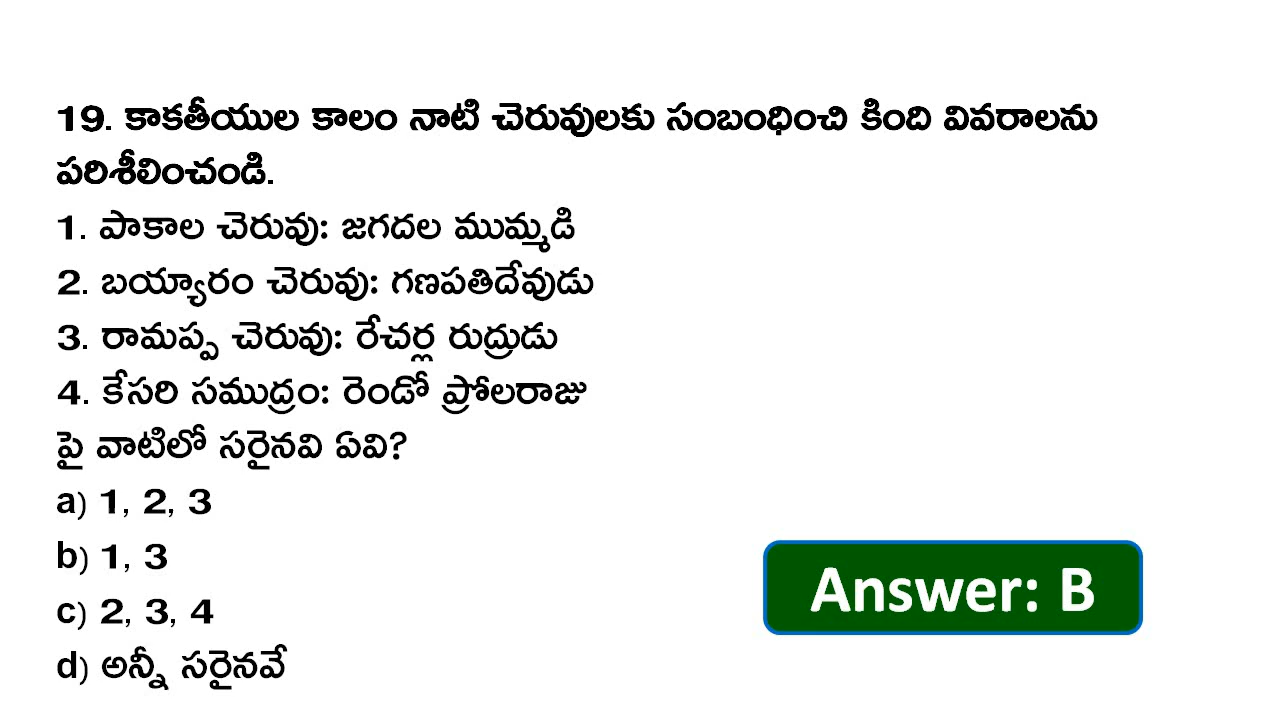 19. కాకతీయుల కాలం నాటి చెరువులకు సంబంధించి కింది వివరాలను
పరిశీలించండి.
1. పాకాల చెరువు: జగదల ముమ్మడి
2. బయ్యారం చెరువు: గణపతిదేవుడు
3. రామప్ప చెరువు: రేచర్ల రుద్రుడు
4. కేసరి సముద్రం: రెండో ప్రోలరాజు
పై వాటిలో సరైనవి ఏవి?
a) 1, 2, 3
b) 1, 3
c) 2, 3, 4
d) అన్నీ సరైనవే
Answer: B